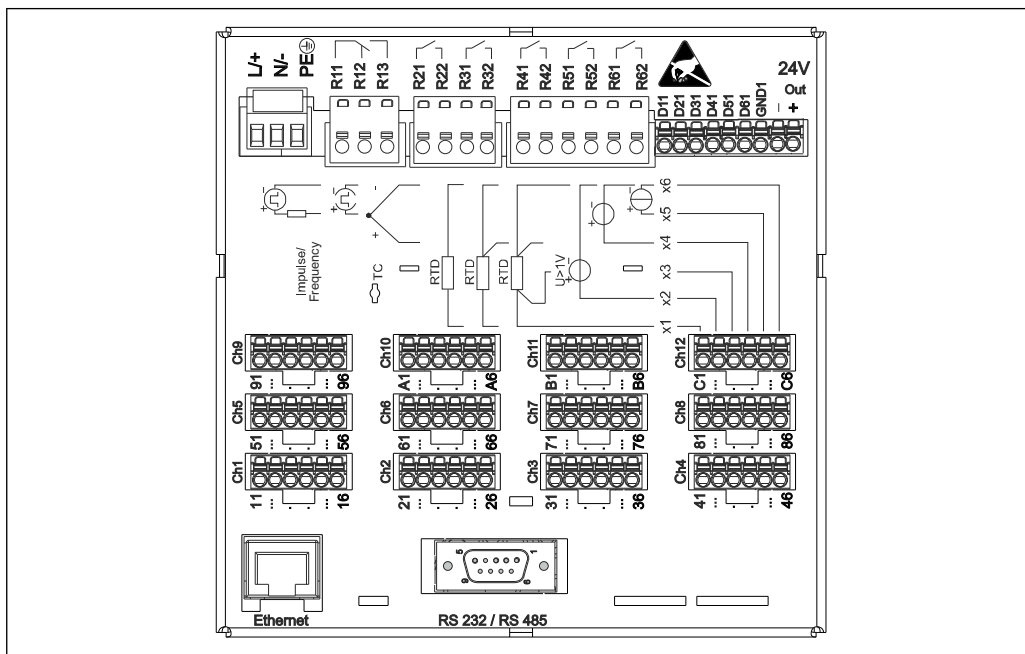 L/+ N/- PE R11 R12 R13 R21 R22 R31 R32 R41 R42 R51 R52 R61 R62
24V
Out
D11 D21 D31 D41 D51 D61 GND1 - +
- + - + - +
x6
x5
x4
x3
x2
x1
Impulse/
Frequency
TC
RTD RTD RTD U>1V - + - + - +
Ch9 Ch10 Ch11 Ch12
91 ... . . ... 96 A1 ... . . ... A6 B1 ... . . ... B6 C1 ... . . ... C6
Ch5 Ch6 Ch7 Ch8
51 ... . . ... 56 61 ... . . ... 66 71 ... . . ... 76 81 ... . . ... 86
Ch1 Ch2 Ch3 Ch4
11 ... . . ... 16 21 ... . . ... 26 31 ... . . ... 36 41 ... . . ... 46
5 1
9 6
Ethernet RS 232 / RS 485